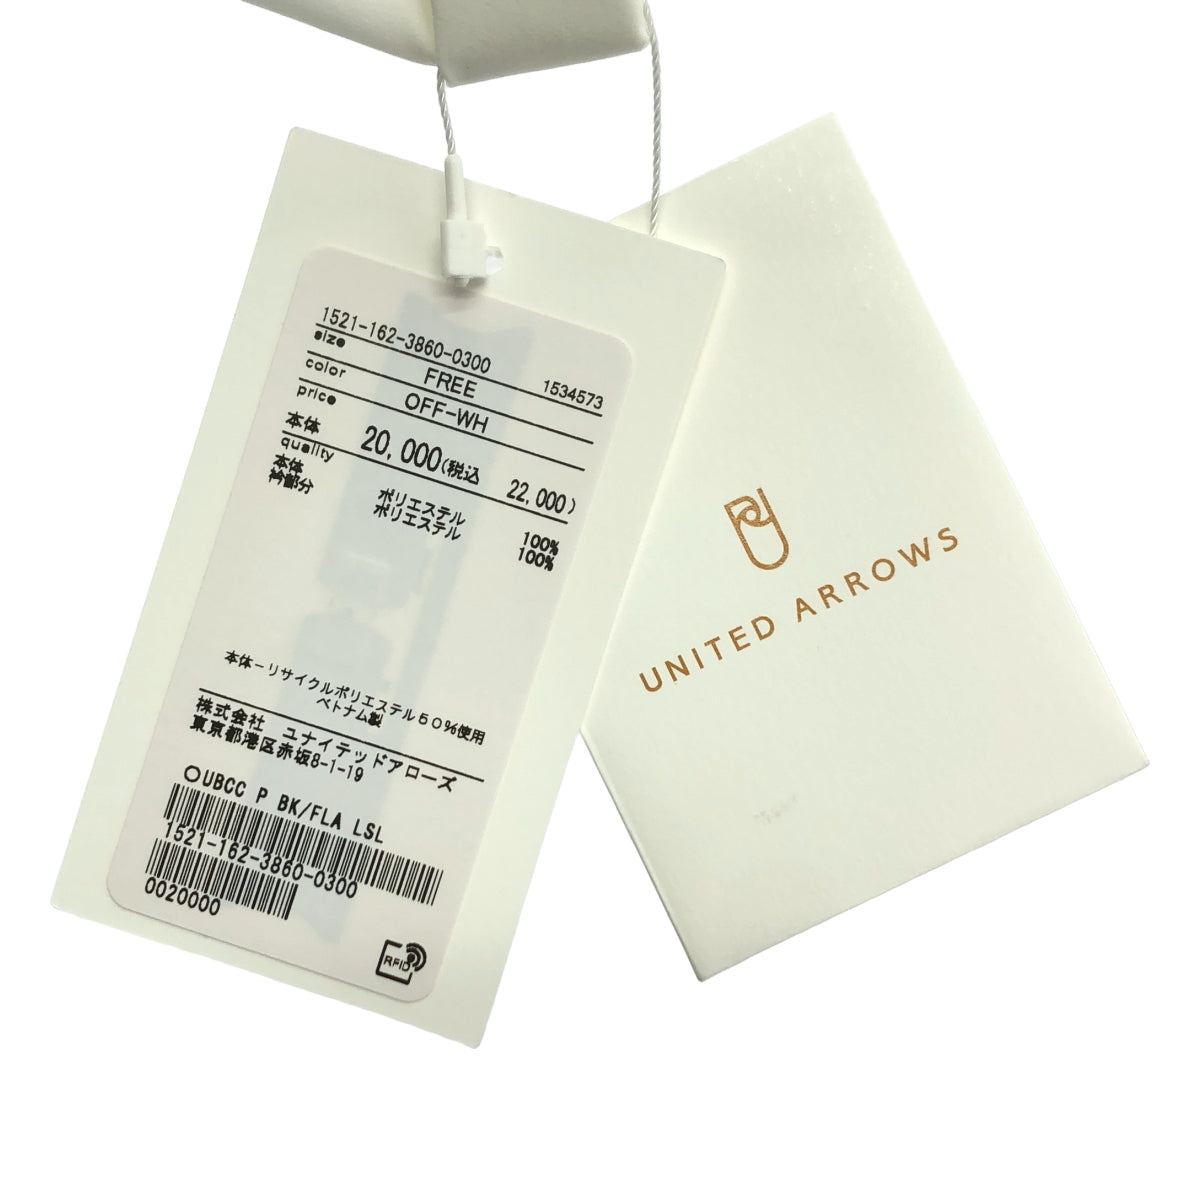 1521-162-3860-0300
size FREE 1534573
color OFF-WH
price
本体 20,000(税込 22,000)
quality
本体 ポリエステル 100%
衿部分 ポリエステル 100%
本体－リサイクルポリエステル50%使用
ベトナム製
株式会社 ユナイテッドアローズ
東京都港区赤坂8-1-19
〇UBCC P BK/FLA LSL
1521-162-3860-0300
0020000
RFID
UNITED ARROWS